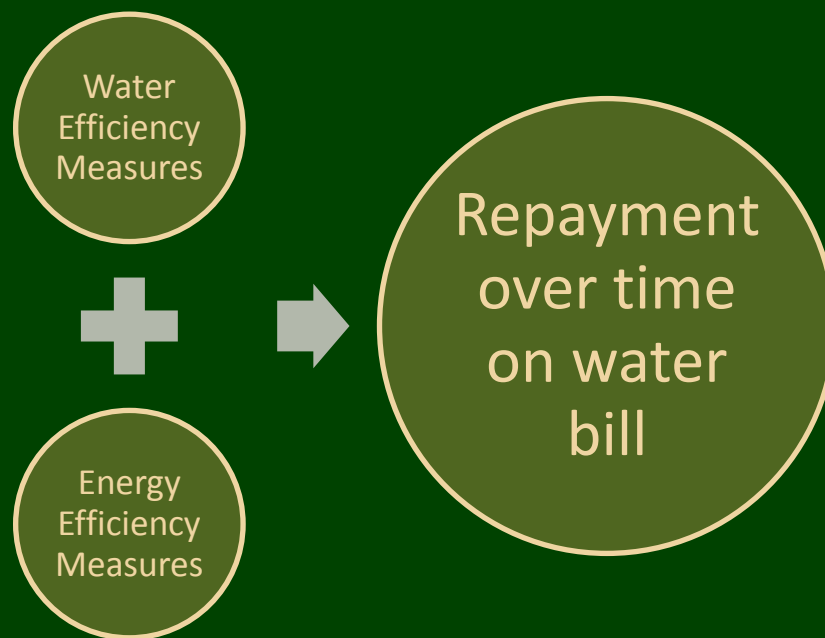 Water
Efficiency
Measures
Repayment
over time
on water
bill
Energy
Efficiency
Measures